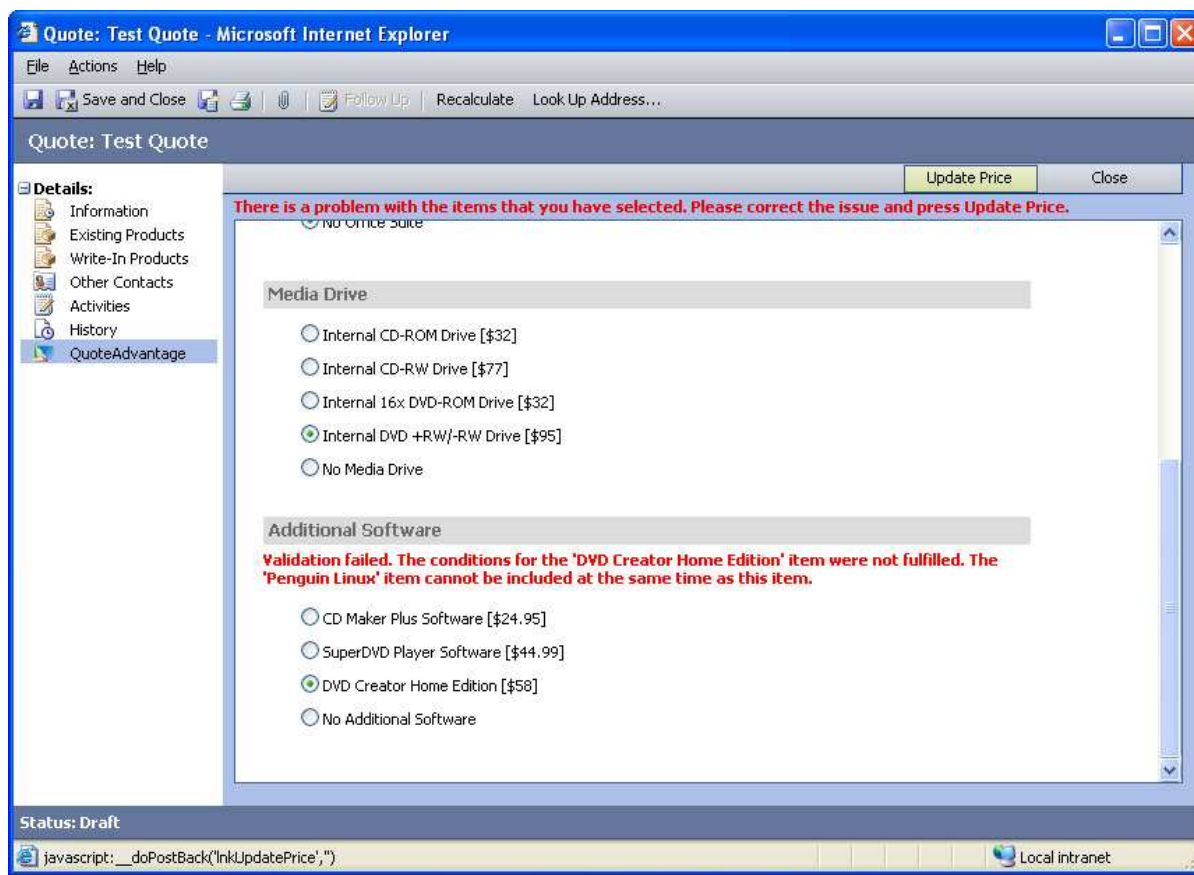 Quote: Test Quote - Microsoft Internet Explorer
File Actions Help
Save and Close Follow Up Recalculate Look Up Address...
Quote: Test Quote
Update Price Close
Details:
Information
Existing Products
Write-In Products
Other Contacts
Activities
History
QuoteAdvantage
There is a problem with the items that you have selected. Please correct the issue and press Update Price.
No Office Suite
Media Drive
Internal CD-ROM Drive [$32]
Internal CD-RW Drive [$77]
Internal 16x DVD-ROM Drive [$32]
Internal DVD +RW/-RW Drive [$95]
No Media Drive
Additional Software
Validation failed. The conditions for the 'DVD Creator Home Edition' item were not fulfilled. The
'Penguin Linux' item cannot be included at the same time as this item.
CD Maker Plus Software [$24.95]
SuperDVD Player Software [$44.99]
DVD Creator Home Edition [$58]
No Additional Software
Status: Draft
javascript:__doPostBack('lnkUpdatePrice','')
Local intranet